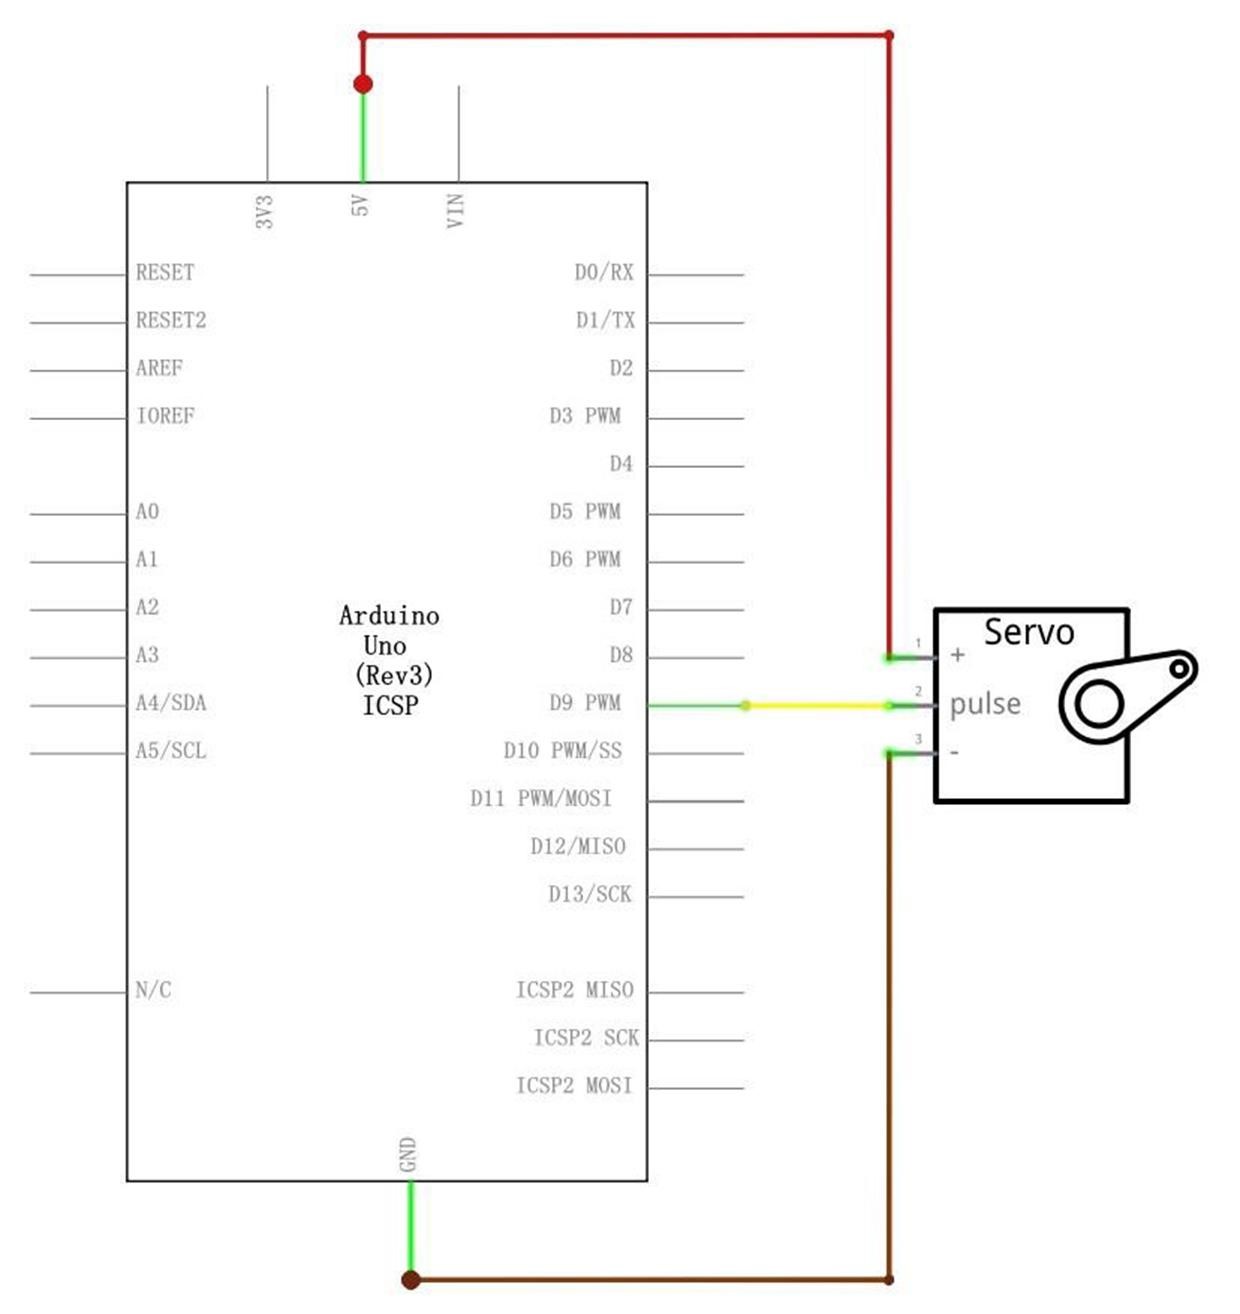 3V3
5V
VIN
RESET
RESET2
AREF
IOREF
A0
A1
A2
A3
A4/SDA
A5/SCL
N/C
Arduino
Uno
(Rev3)
ICSP
D0/RX
D1/TX
D2
D3 PWM
D4
D5 PWM
D6 PWM
D7
D8
D9 PWM
D10 PWM/SS
D11 PWM/MOSI
D12/MISO
D13/SCK
ICSP2 MISO
ICSP2 SCK
ICSP2 MOSI
GND
Servo
1 +
2 pulse
3 -